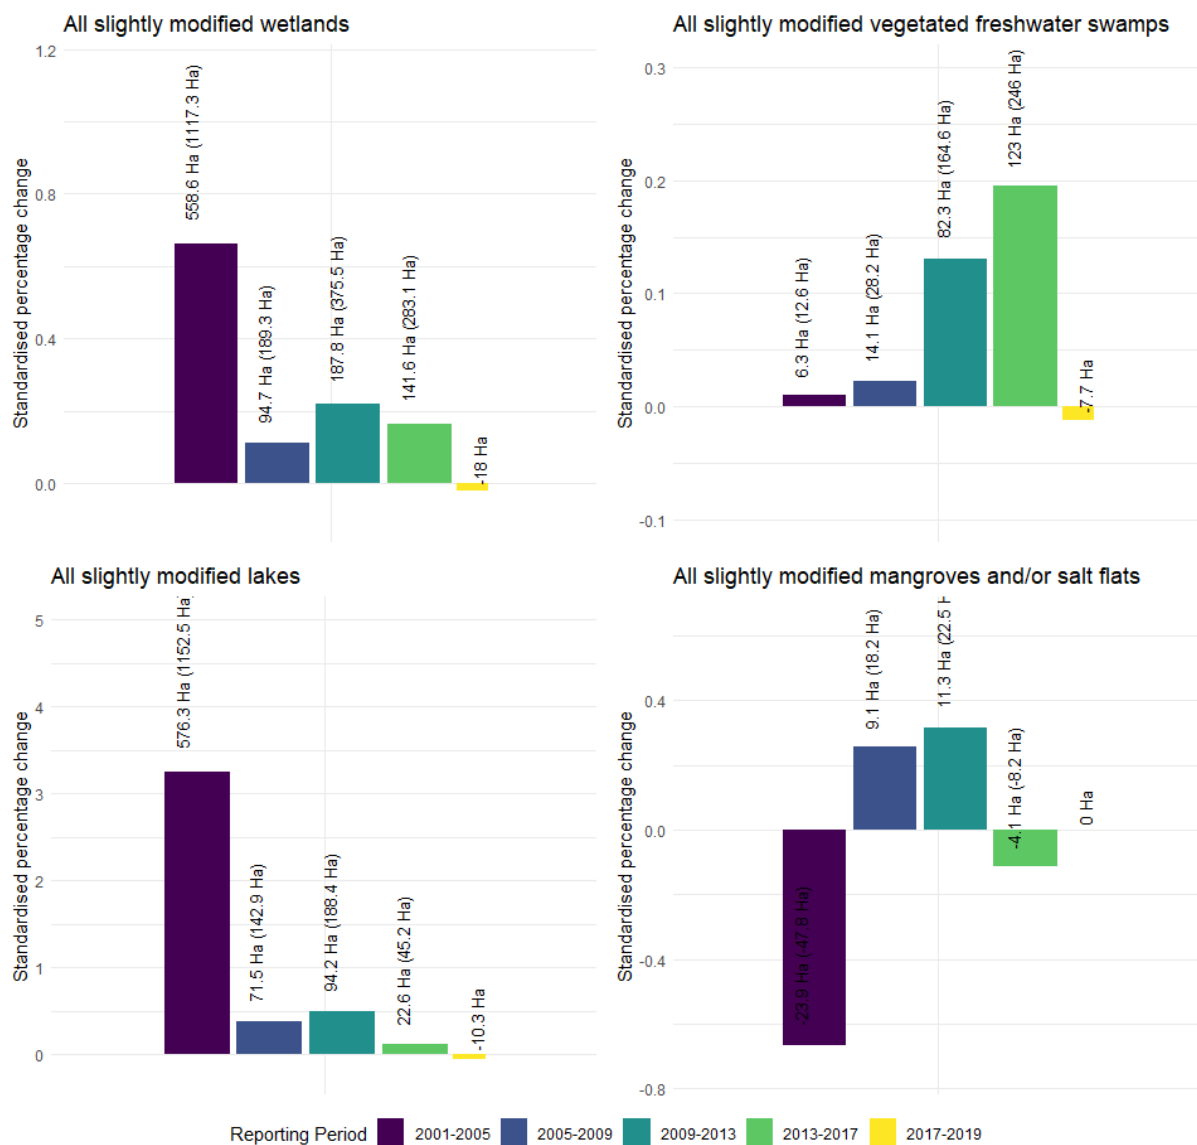 All slightly modified wetlands
Standardised percentage change
1.2
0.8
0.4
0.0
558.6 Ha (1117.3 Ha)
94.7 Ha (189.3 Ha)
187.8 Ha (375.5 Ha)
141.6 Ha (283.1 Ha)
-18 Ha
All slightly modified vegetated freshwater swamps
Standardised percentage change
0.3
0.2
0.1
0.0
-0.1
6.3 Ha (12.6 Ha)
14.1 Ha (28.2 Ha)
82.3 Ha (164.6 Ha)
123 Ha (246 Ha)
-7.7 Ha
All slightly modified lakes
Standardised percentage change
5
4
3
2
1
0
576.3 Ha (1152.5 Ha)
71.5 Ha (142.9 Ha)
94.2 Ha (188.4 Ha)
22.6 Ha (45.2 Ha)
-10.3 Ha
All slightly modified mangroves and/or salt flats
Standardised percentage change
0.4
0.0
-0.4
-0.8
-23.9 Ha (-47.8 Ha)
9.1 Ha (18.2 Ha)
11.3 Ha (22.5 H
-4.1 Ha (-8.2 Ha)
0 Ha
Reporting Period 2001-2005 2005-2009 2009-2013 2013-2017 2017-2019